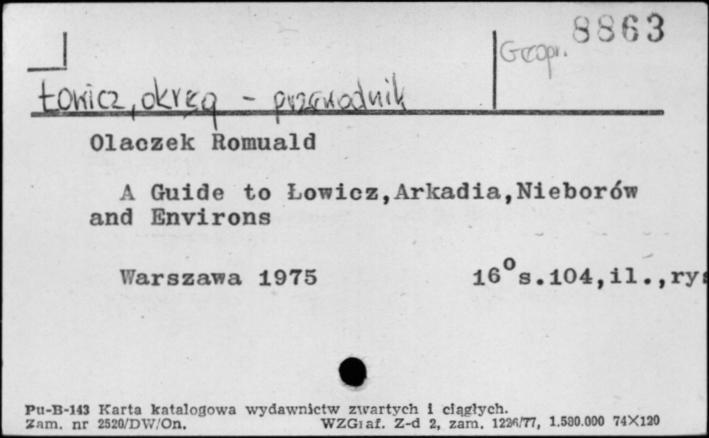 8863
Geogr.
Łowicz, okręg - przewodnik
Olaczek Romuald
A Guide to Łowicz,Arkadia,Nieborów
and Environs
Warszawa 1975 16°s.104,il.,rys
Pu-B-143 Karta katalogowa wydawnictw zwartych i ciągłych.
Zam. nr 2520/DW/On. WZGraf. Z-d 2, zam. 1226/77, 1.580.000 74X120